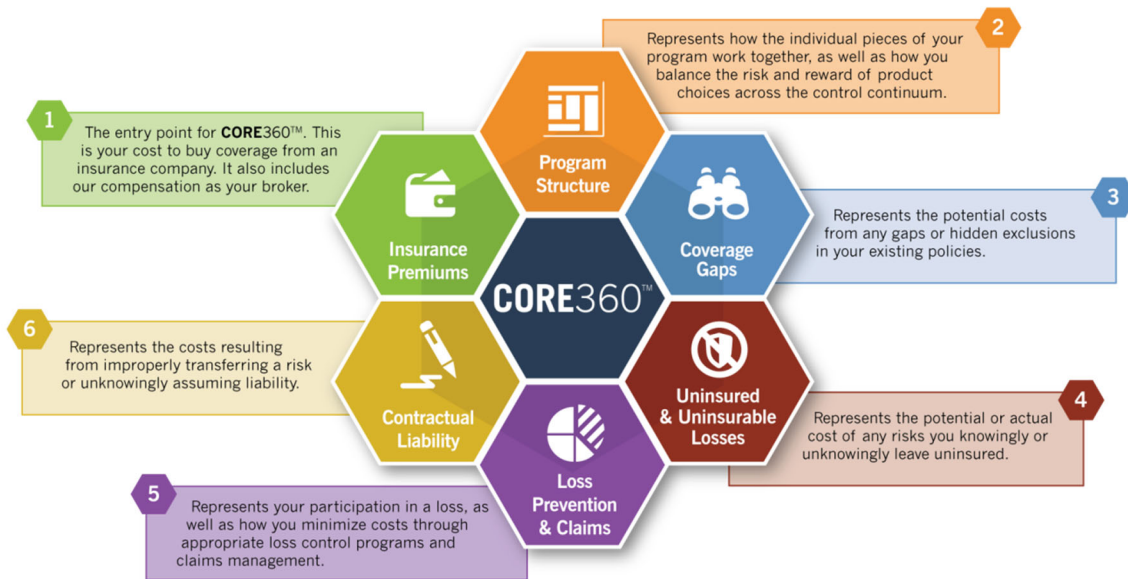 1
The entry point for CORE360™. This
is your cost to buy coverage from an
insurance company. It also includes
our compensation as your broker.
2
Represents how the individual pieces of your
program work together, as well as how you
balance the risk and reward of product
choices across the control continuum.
3
Represents the potential costs
from any gaps or hidden exclusions
in your existing policies.
4
Represents the potential or actual
cost of any risks you knowingly or
unknowingly leave uninsured.
5
Represents your participation in a loss, as
well as how you minimize costs through
appropriate loss control programs and
claims management.
6
Represents the costs resulting
from improperly transferring a risk
or unknowingly assuming liability.
Insurance
Premiums
Program
Structure
Coverage
Gaps
Uninsured
& Uninsurable
Losses
Loss
Prevention
& Claims
Contractual
Liability
CORE360™